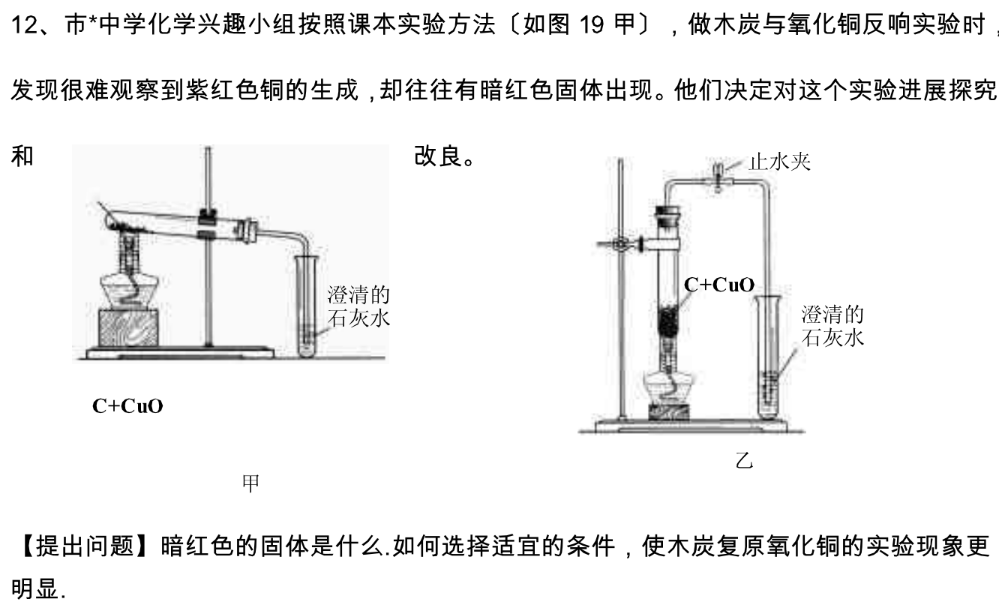 12、市*中学化学兴趣小组按照课本实验方法〔如图 19 甲〕，做木炭与氧化铜反响实验时，
发现很难观察到紫红色铜的生成，却往往有暗红色固体出现。他们决定对这个实验进展探究
和
改良。
止水夹
C+CuO
澄清的
石灰水
澄清的
石灰水
C+CuO
乙
甲
【提出问题】暗红色的固体是什么.如何选择适宜的条件，使木炭复原氧化铜的实验现象更
明显.